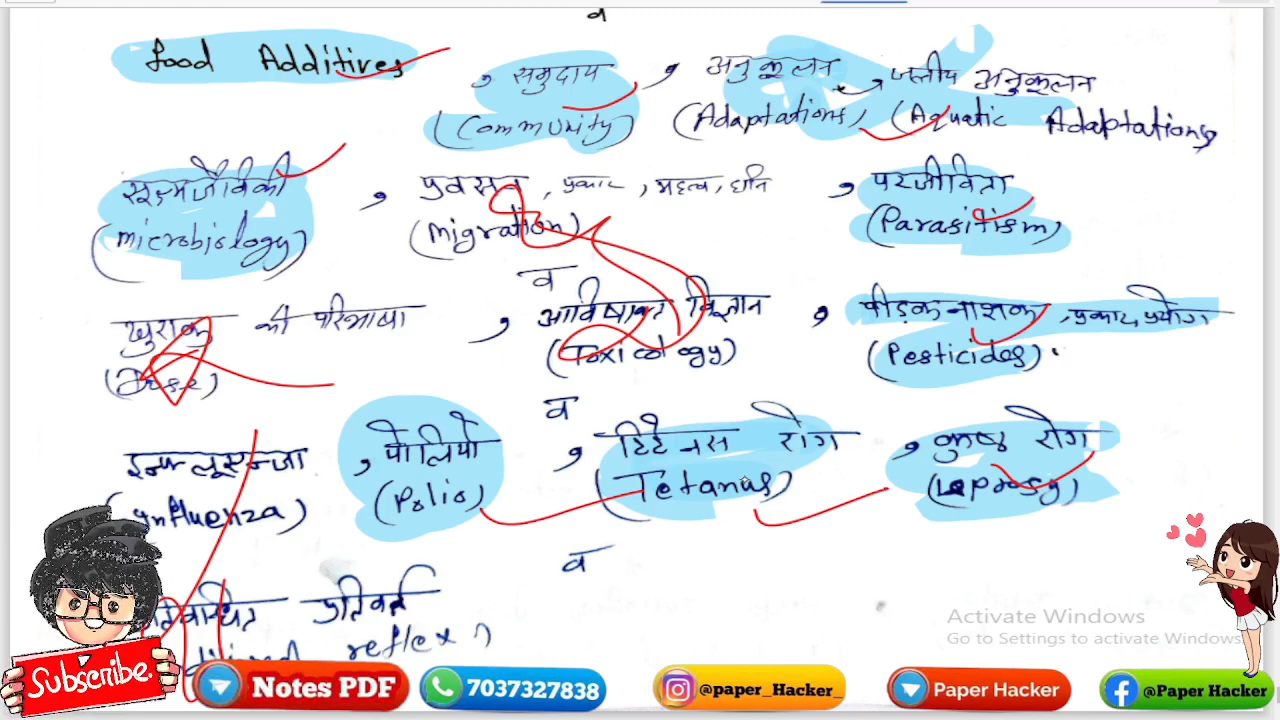 व
food Additives
, समुदाय , अनुकूलन , जलीय अनुकूलन
(Community) (Adaptations) (Aquatic Adaptations,
सूक्ष्मजैविकी , प्रवसन , प्रकार , महत्व, हानि , परजीविता
(microbiology) (Migration) (Parasitism)
व
खुराक की परिभाषा , आविषाक्त विज्ञान , पीड़कनाशक , प्रकार, प्रयोग
(Dose) (Toxicology) (Pesticides)
व
इन्फ्लूएन्जा , पोलियो , टिटेनस रोग , कुष्ठ रोग
(Influenza) (Polio) (Tetanus) (Leprosy)
व
प्रतिवर्त
reflex )
Activate Windows
Go to Settings to activate Windows.
Subscribe
Notes PDF 7037327838 @paper_Hacker_ Paper Hacker @Paper Hacker